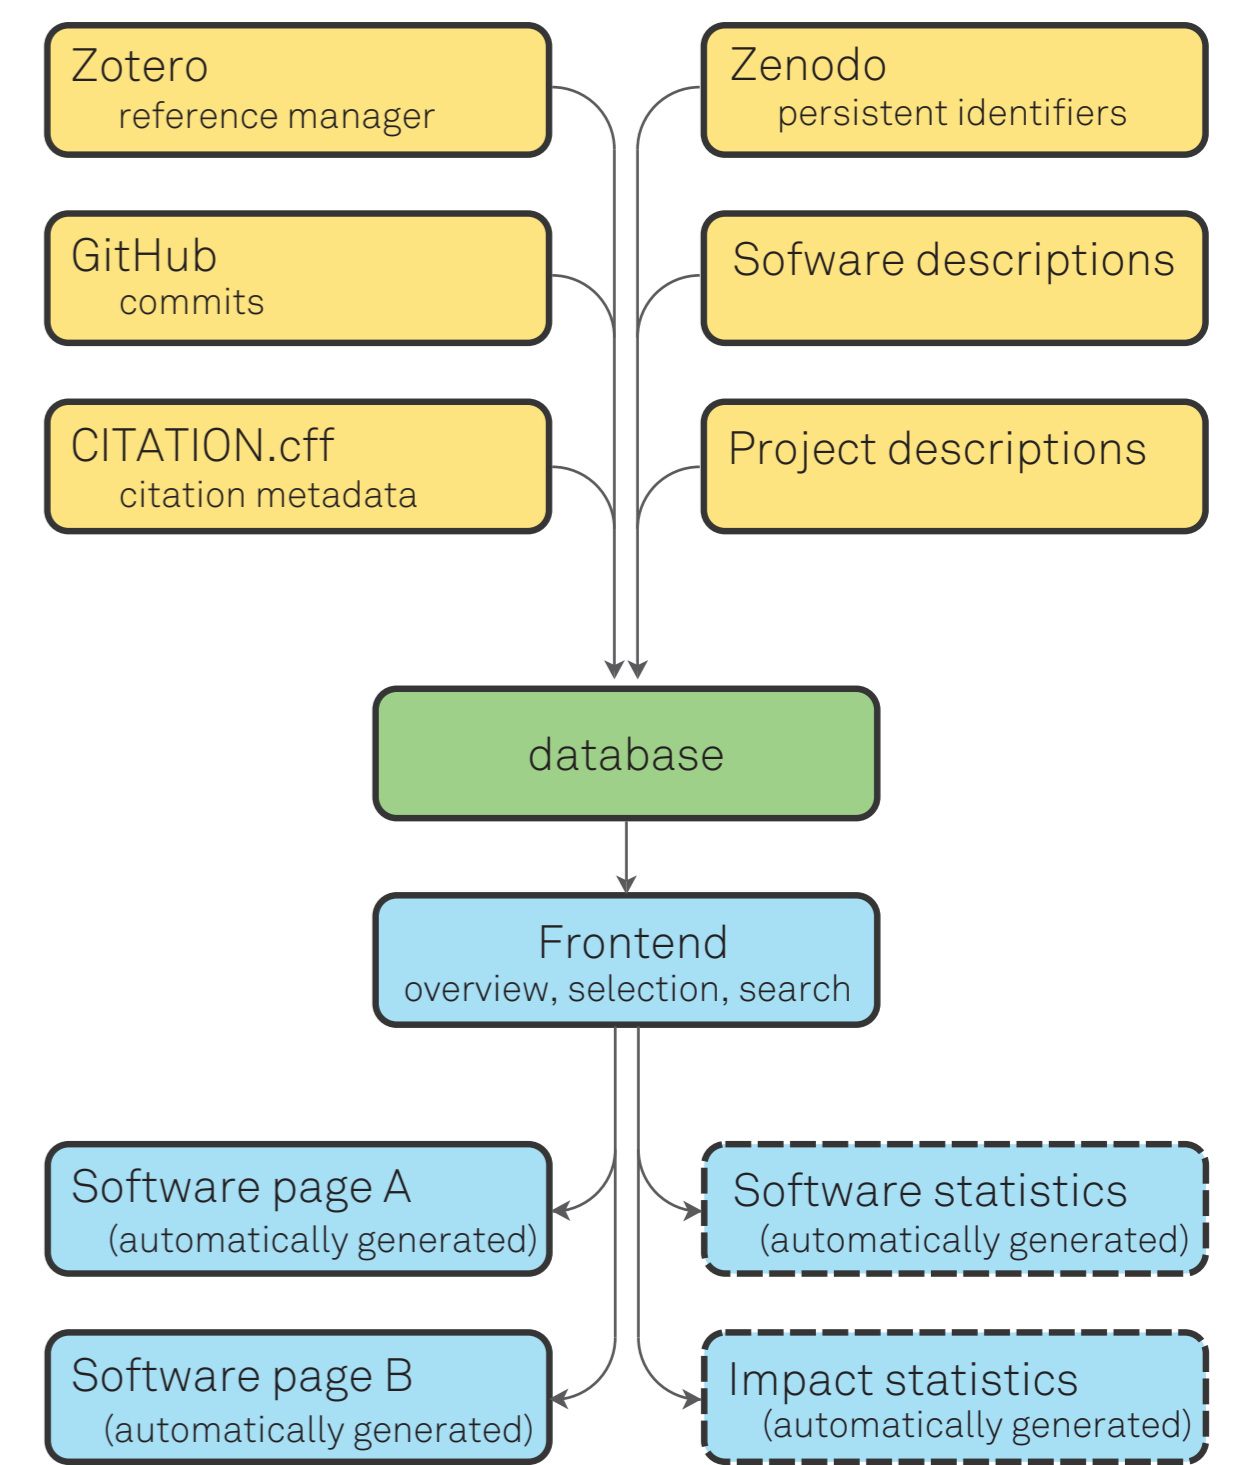 Zotero
reference manager
Zenodo
persistent identifiers
GitHub
commits
Sofware descriptions
CITATION.cff
citation metadata
Project descriptions
database
Frontend
overview, selection, search
Software page A
(automatically generated)
Software statistics
(automatically generated)
Software page B
(automatically generated)
Impact statistics
(automatically generated)